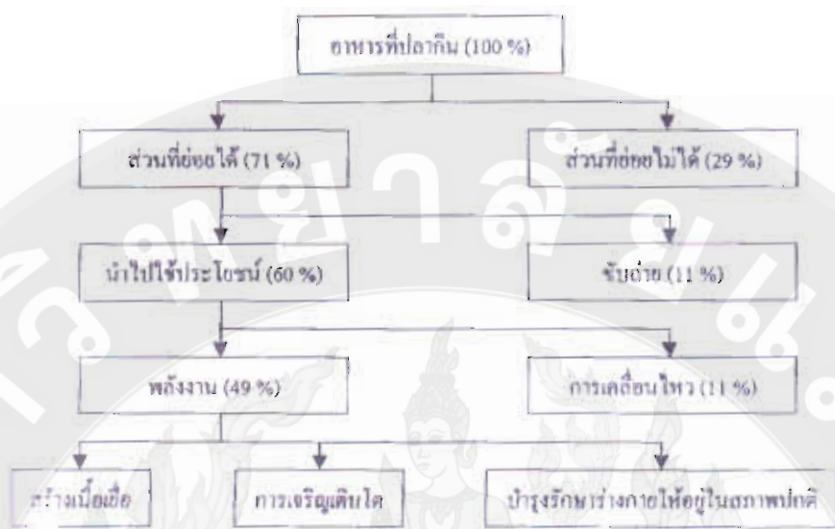 อาหารที่ปลากิน (100 %)
ส่วนที่ย่อยได้ (71 %)
ส่วนที่ย่อยไม่ได้ (29 %)
นำไปใช้ประโยชน์ (60 %)
ขับถ่าย (11 %)
พลังงาน (49 %)
การเคลื่อนไหว (11 %)
สร้างเนื้อเยื่อ
การเจริญเติบโต
บำรุงรักษาร่างกายให้อยู่ในสภาพปกติ